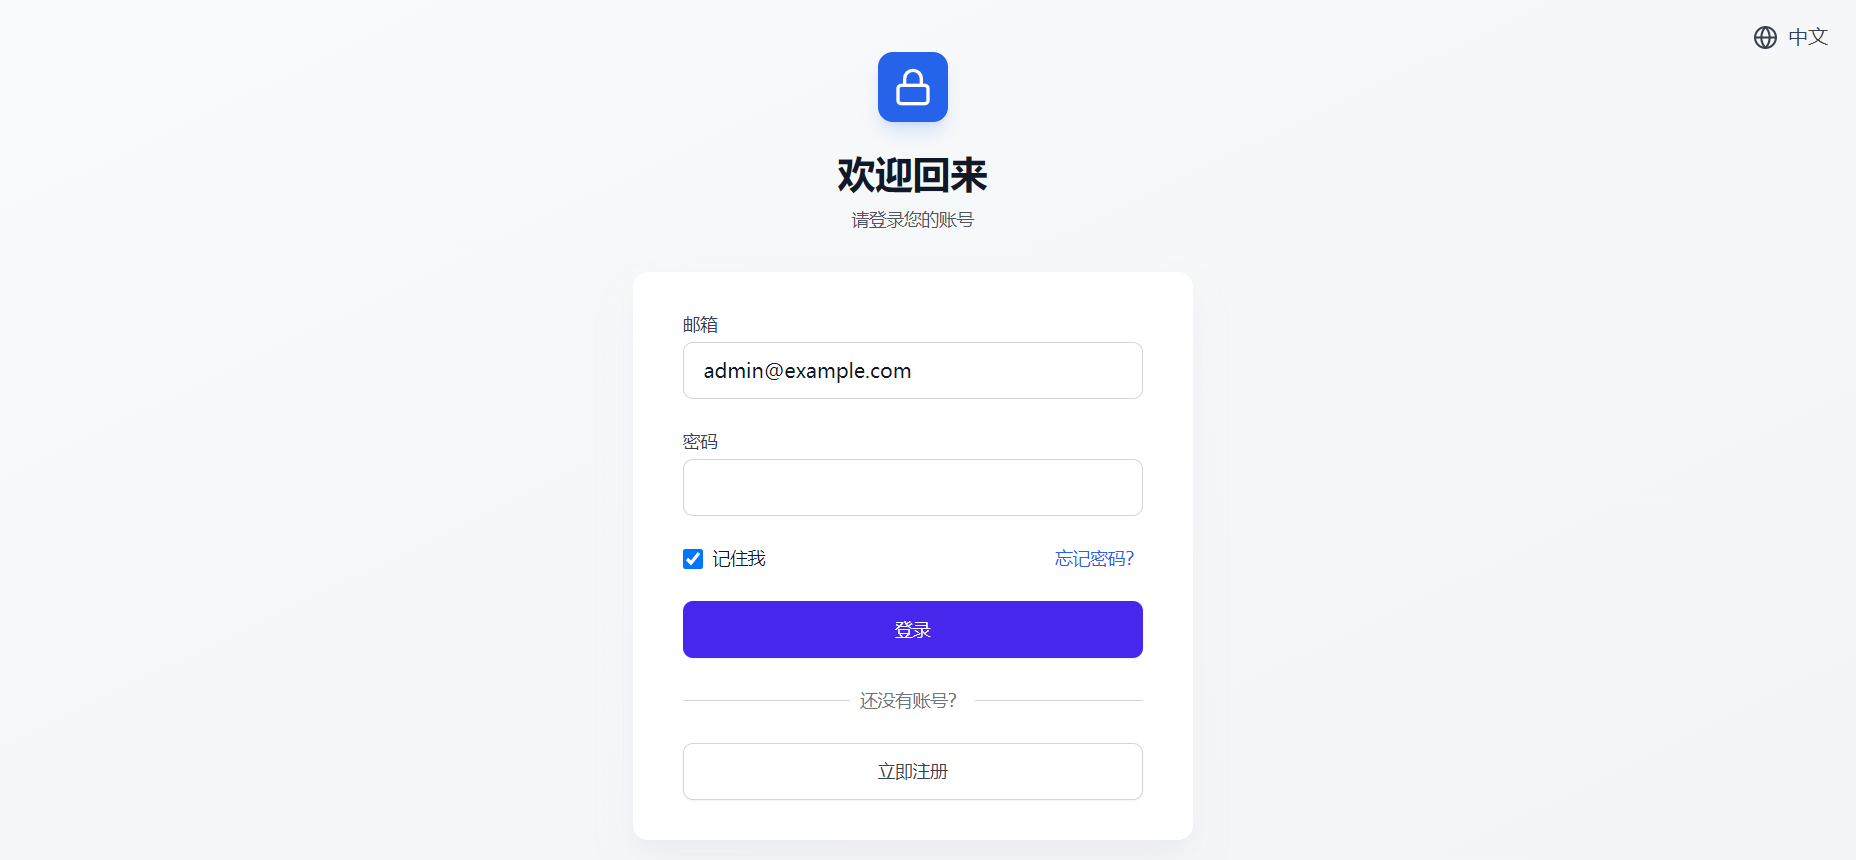 中文
欢迎回来
请登录您的账号
邮箱
admin@example.com
密码
记住我
忘记密码?
登录
还没有账号?
立即注册